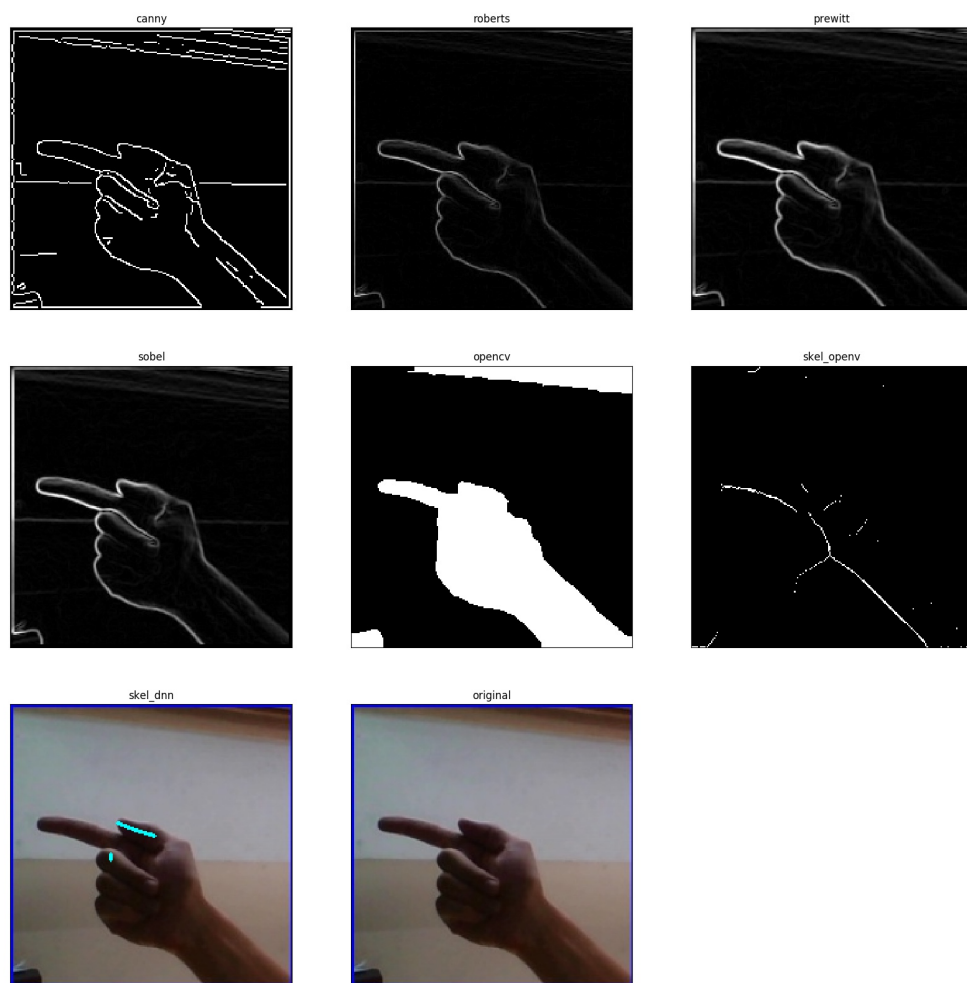 canny
roberts
prewitt
sobel
opencv
skel_openv
skel_dnn
original